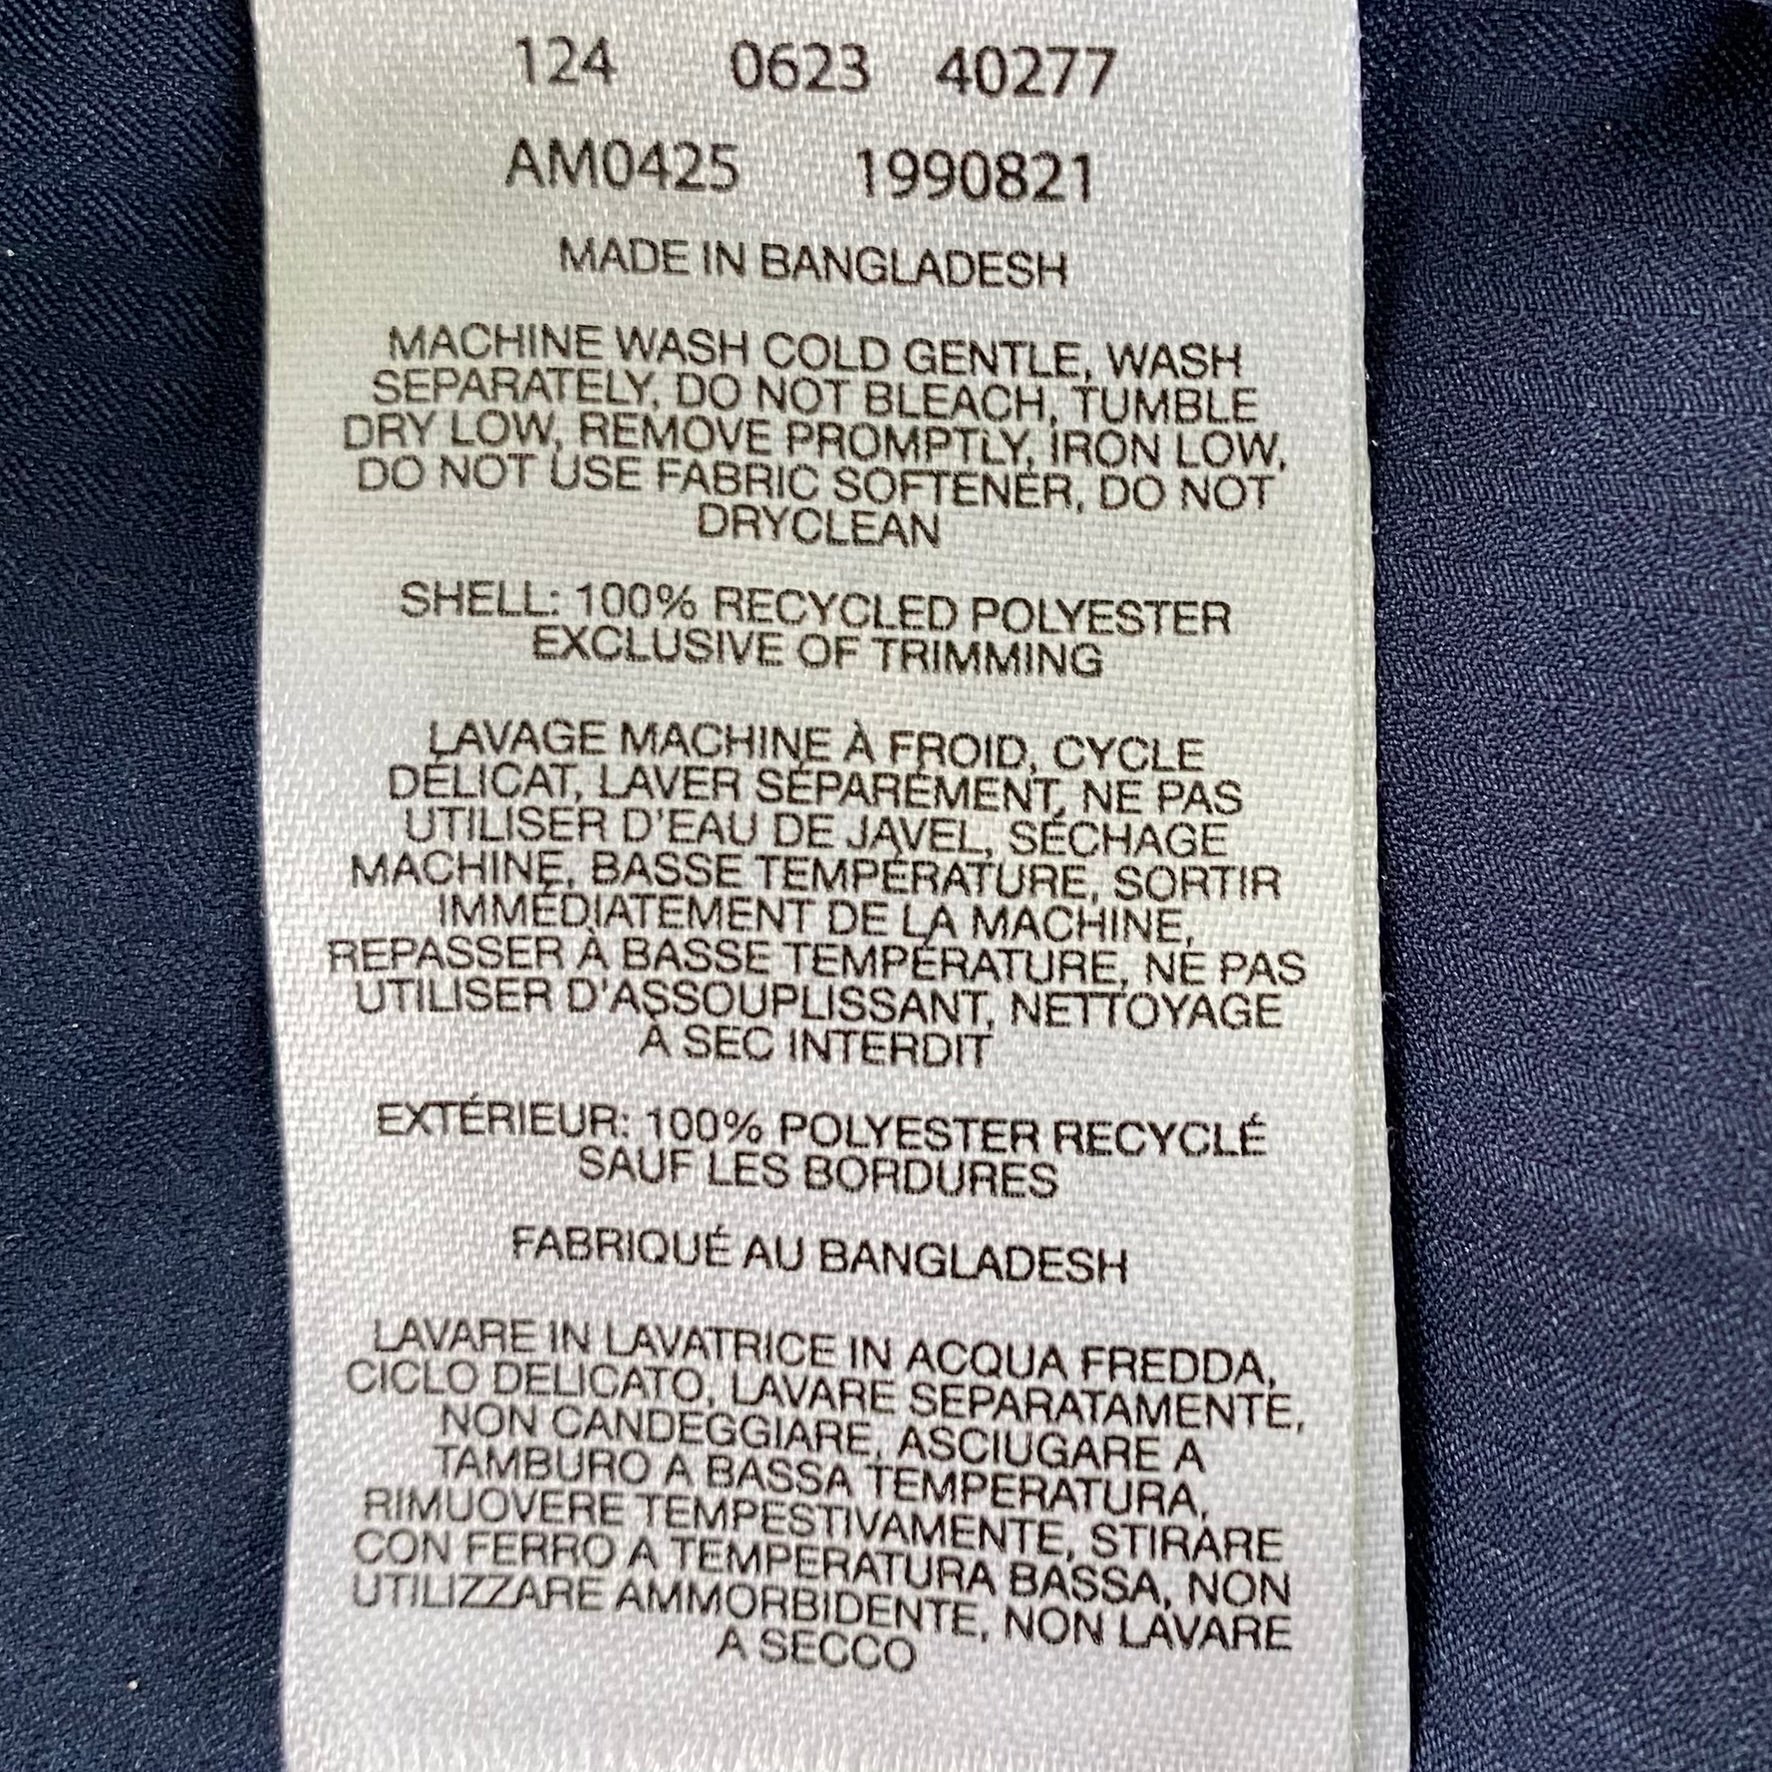 124 0623 40277
AM0425 1990821
MADE IN BANGLADESH
MACHINE WASH COLD GENTLE, WASH
SEPARATELY, DO NOT BLEACH, TUMBLE
DRY LOW, REMOVE PROMPTLY, IRON LOW,
DO NOT USE FABRIC SOFTENER, DO NOT
DRYCLEAN
SHELL: 100% RECYCLED POLYESTER
EXCLUSIVE OF TRIMMING
LAVAGE MACHINE À FROID, CYCLE
DÉLICAT, LAVER SÉPARÉMENT, NE PAS
UTILISER D'EAU DE JAVEL, SÉCHAGE
MACHINE, BASSE TEMPÉRATURE, SORTIR
IMMÉDIATEMENT DE LA MACHINE,
REPASSER À BASSE TEMPÉRATURE, NE PAS
UTILISER D'ASSOUPLISSANT, NETTOYAGE
À SEC INTERDIT
EXTÉRIEUR: 100% POLYESTER RECYCLÉ
SAUF LES BORDURES
FABRIQUÉ AU BANGLADESH
LAVARE IN LAVATRICE IN ACQUA FREDDA,
CICLO DELICATO, LAVARE SEPARATAMENTE,
NON CANDEGGIARE, ASCIUGARE A
TAMBURO A BASSA TEMPERATURA,
RIMUOVERE TEMPESTIVAMENTE, STIRARE
CON FERRO A TEMPERATURA BASSA, NON
UTILIZZARE AMMORBIDENTE, NON LAVARE
A SECCO